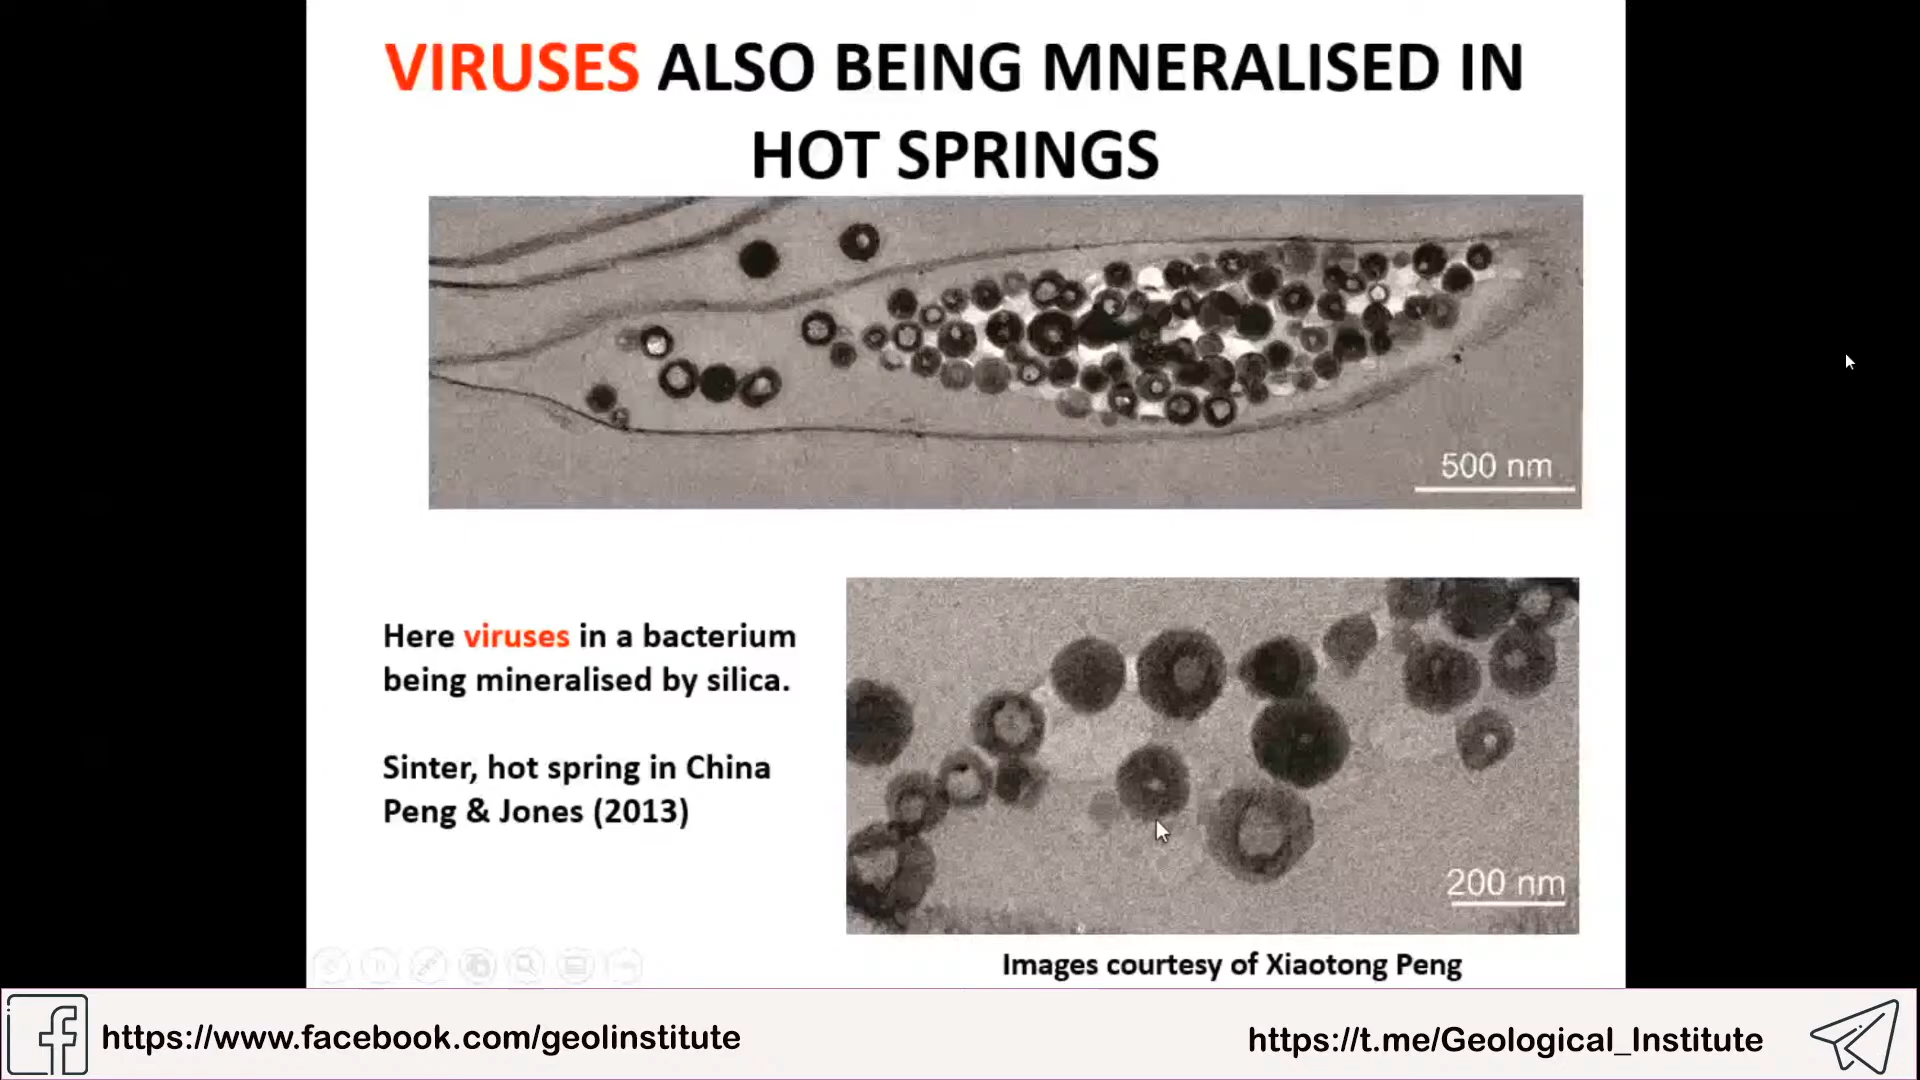 VIRUSES ALSO BEING MNERALISED IN
HOT SPRINGS
500 nm
Here viruses in a bacterium
being mineralised by silica.
Sinter, hot spring in China
Peng & Jones (2013)
200 nm
Images courtesy of Xiaotong Peng
https://www.facebook.com/geolinstitute
https://t.me/Geological_Institute